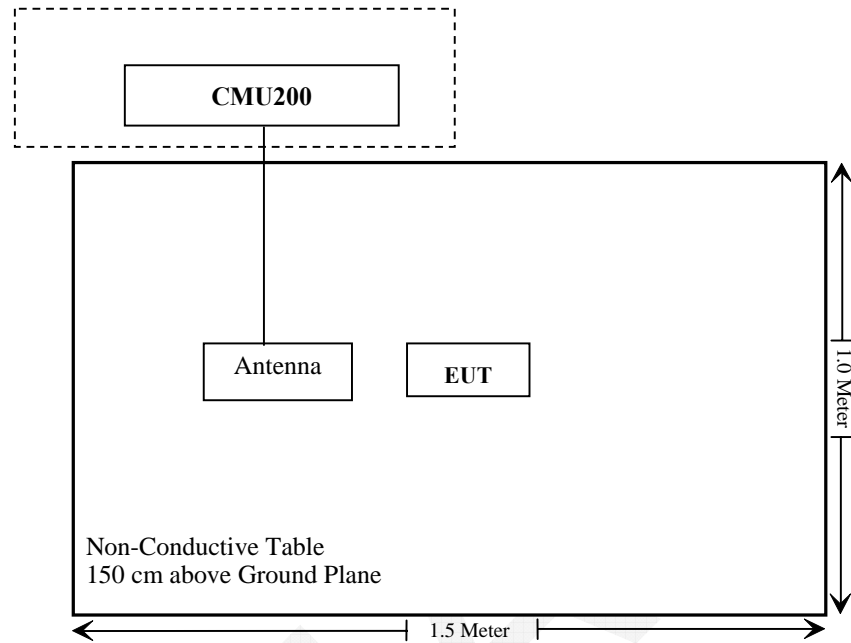 CMU200
Antenna
EUT
1.0 Meter
Non-Conductive Table
150 cm above Ground Plane
1.5 Meter